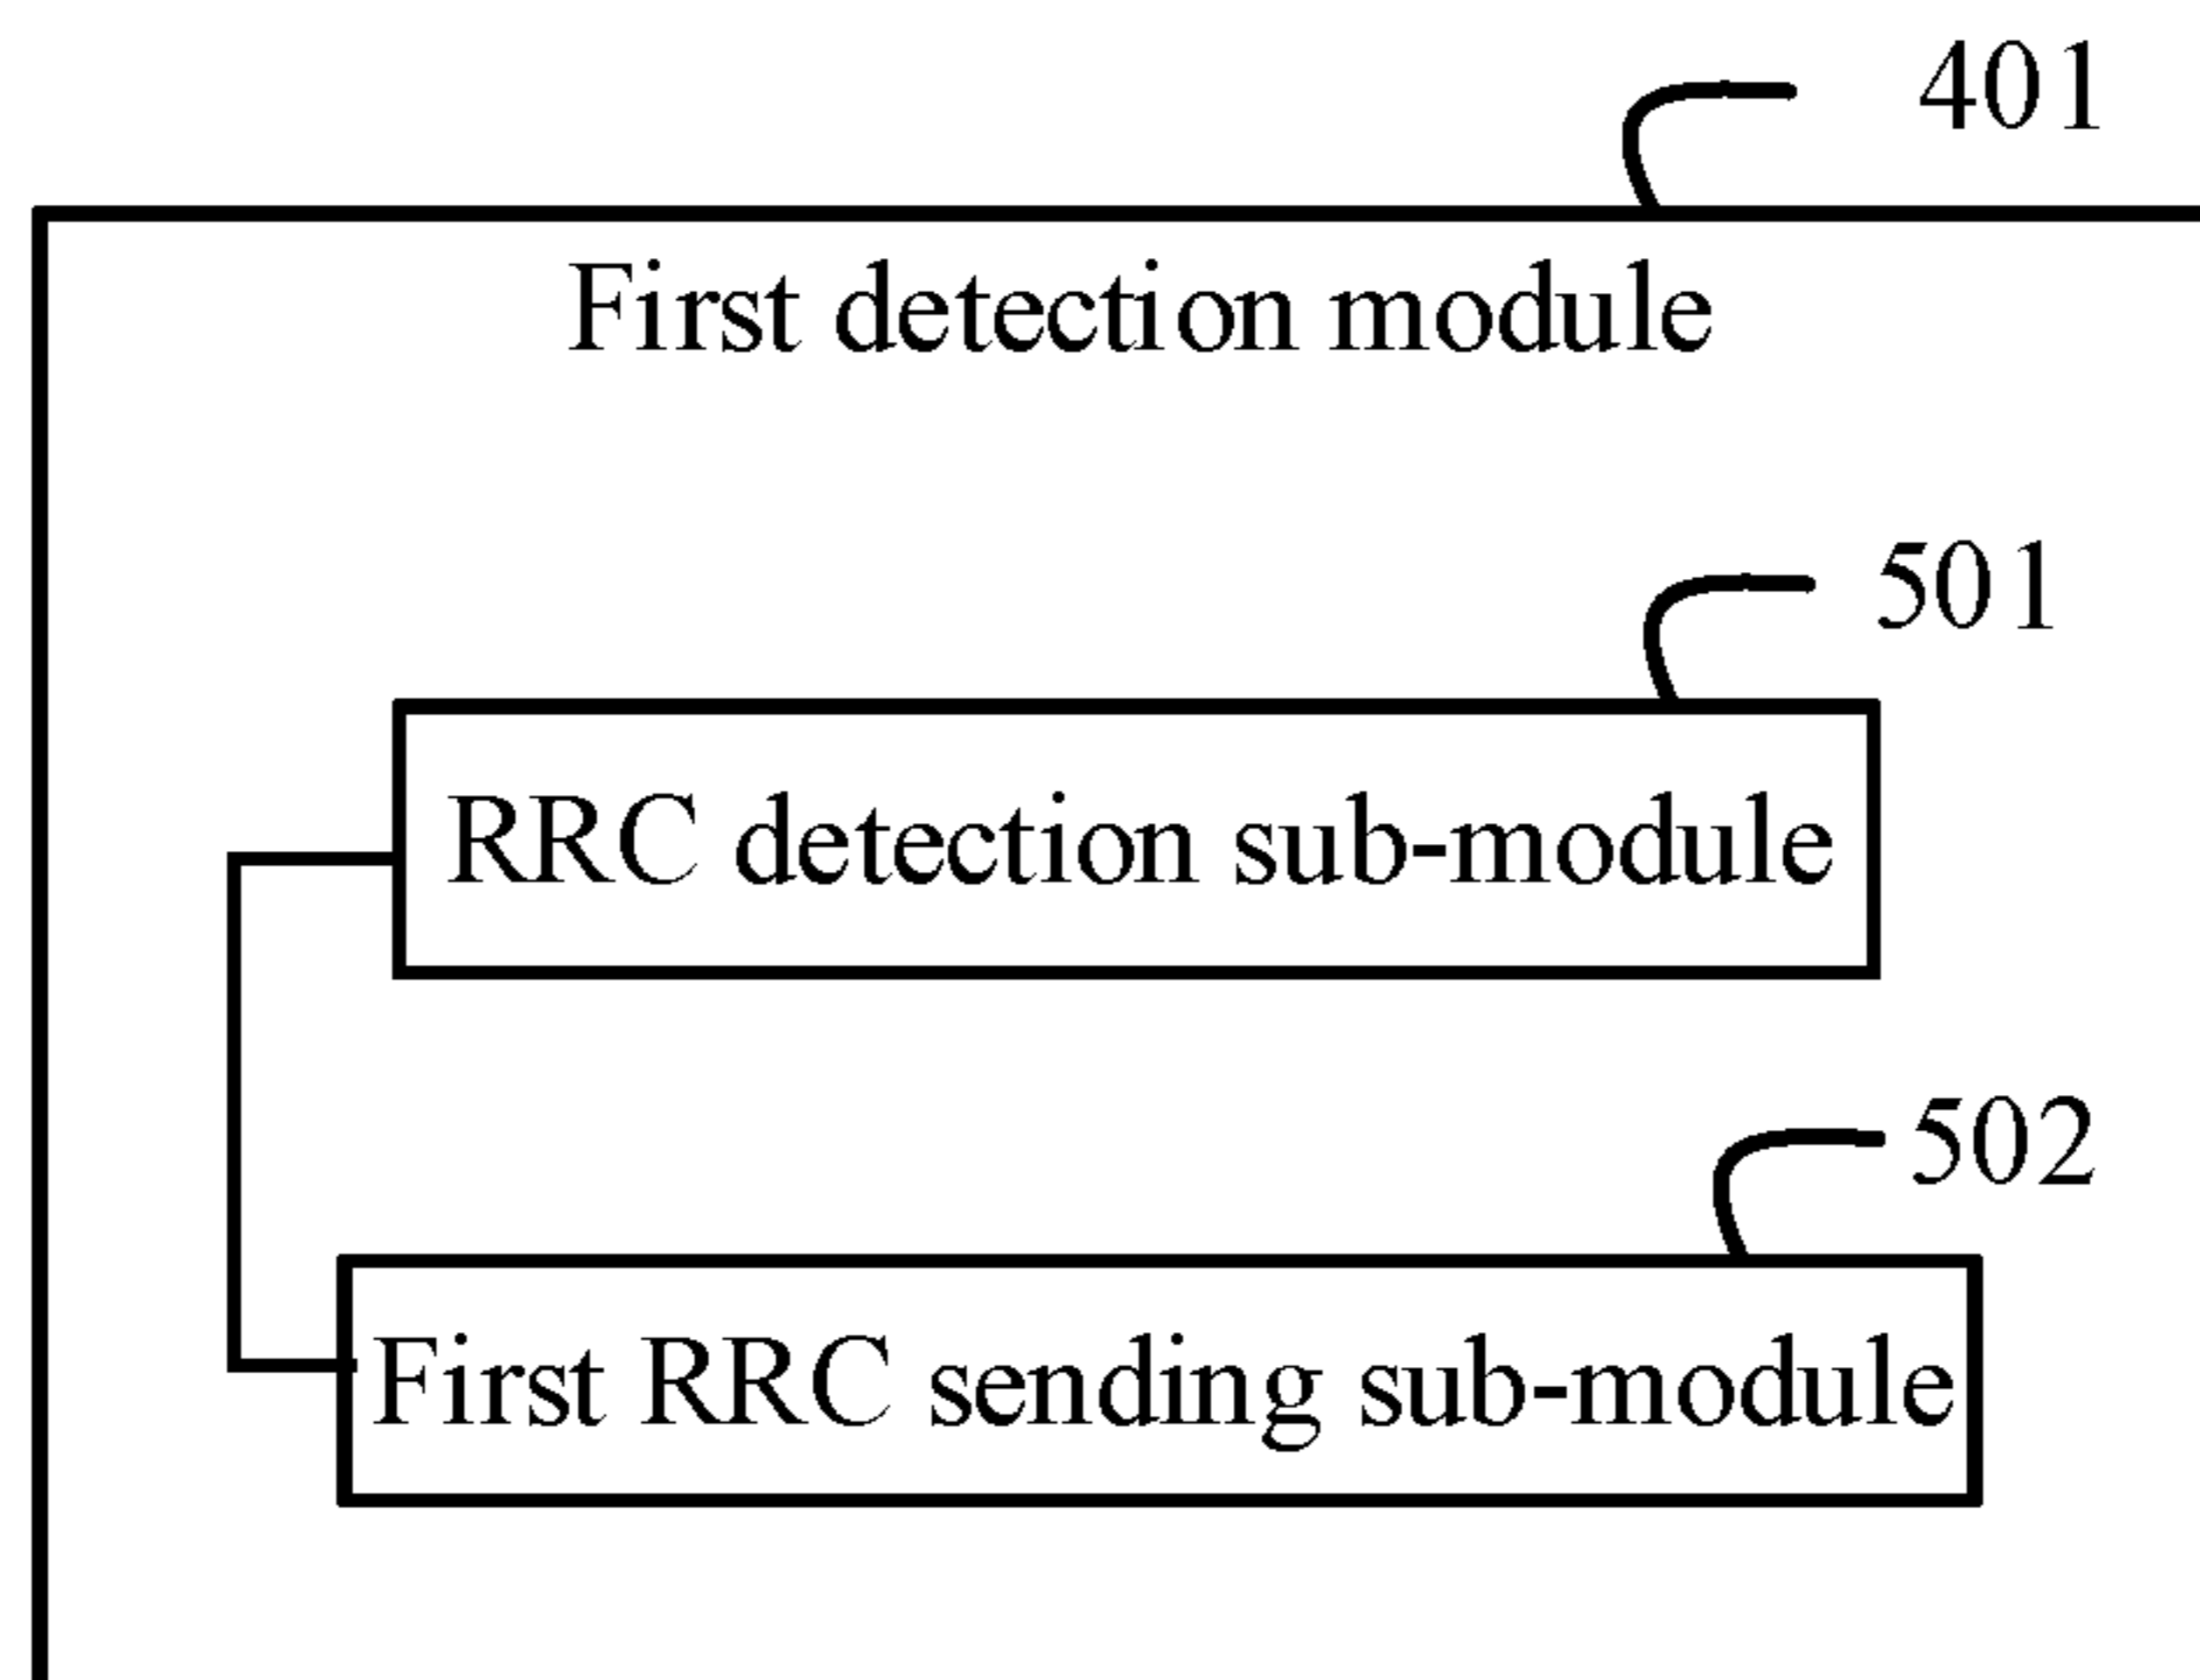 401
First detection module
501
RRC detection sub-module
502
First RRC sending sub-module